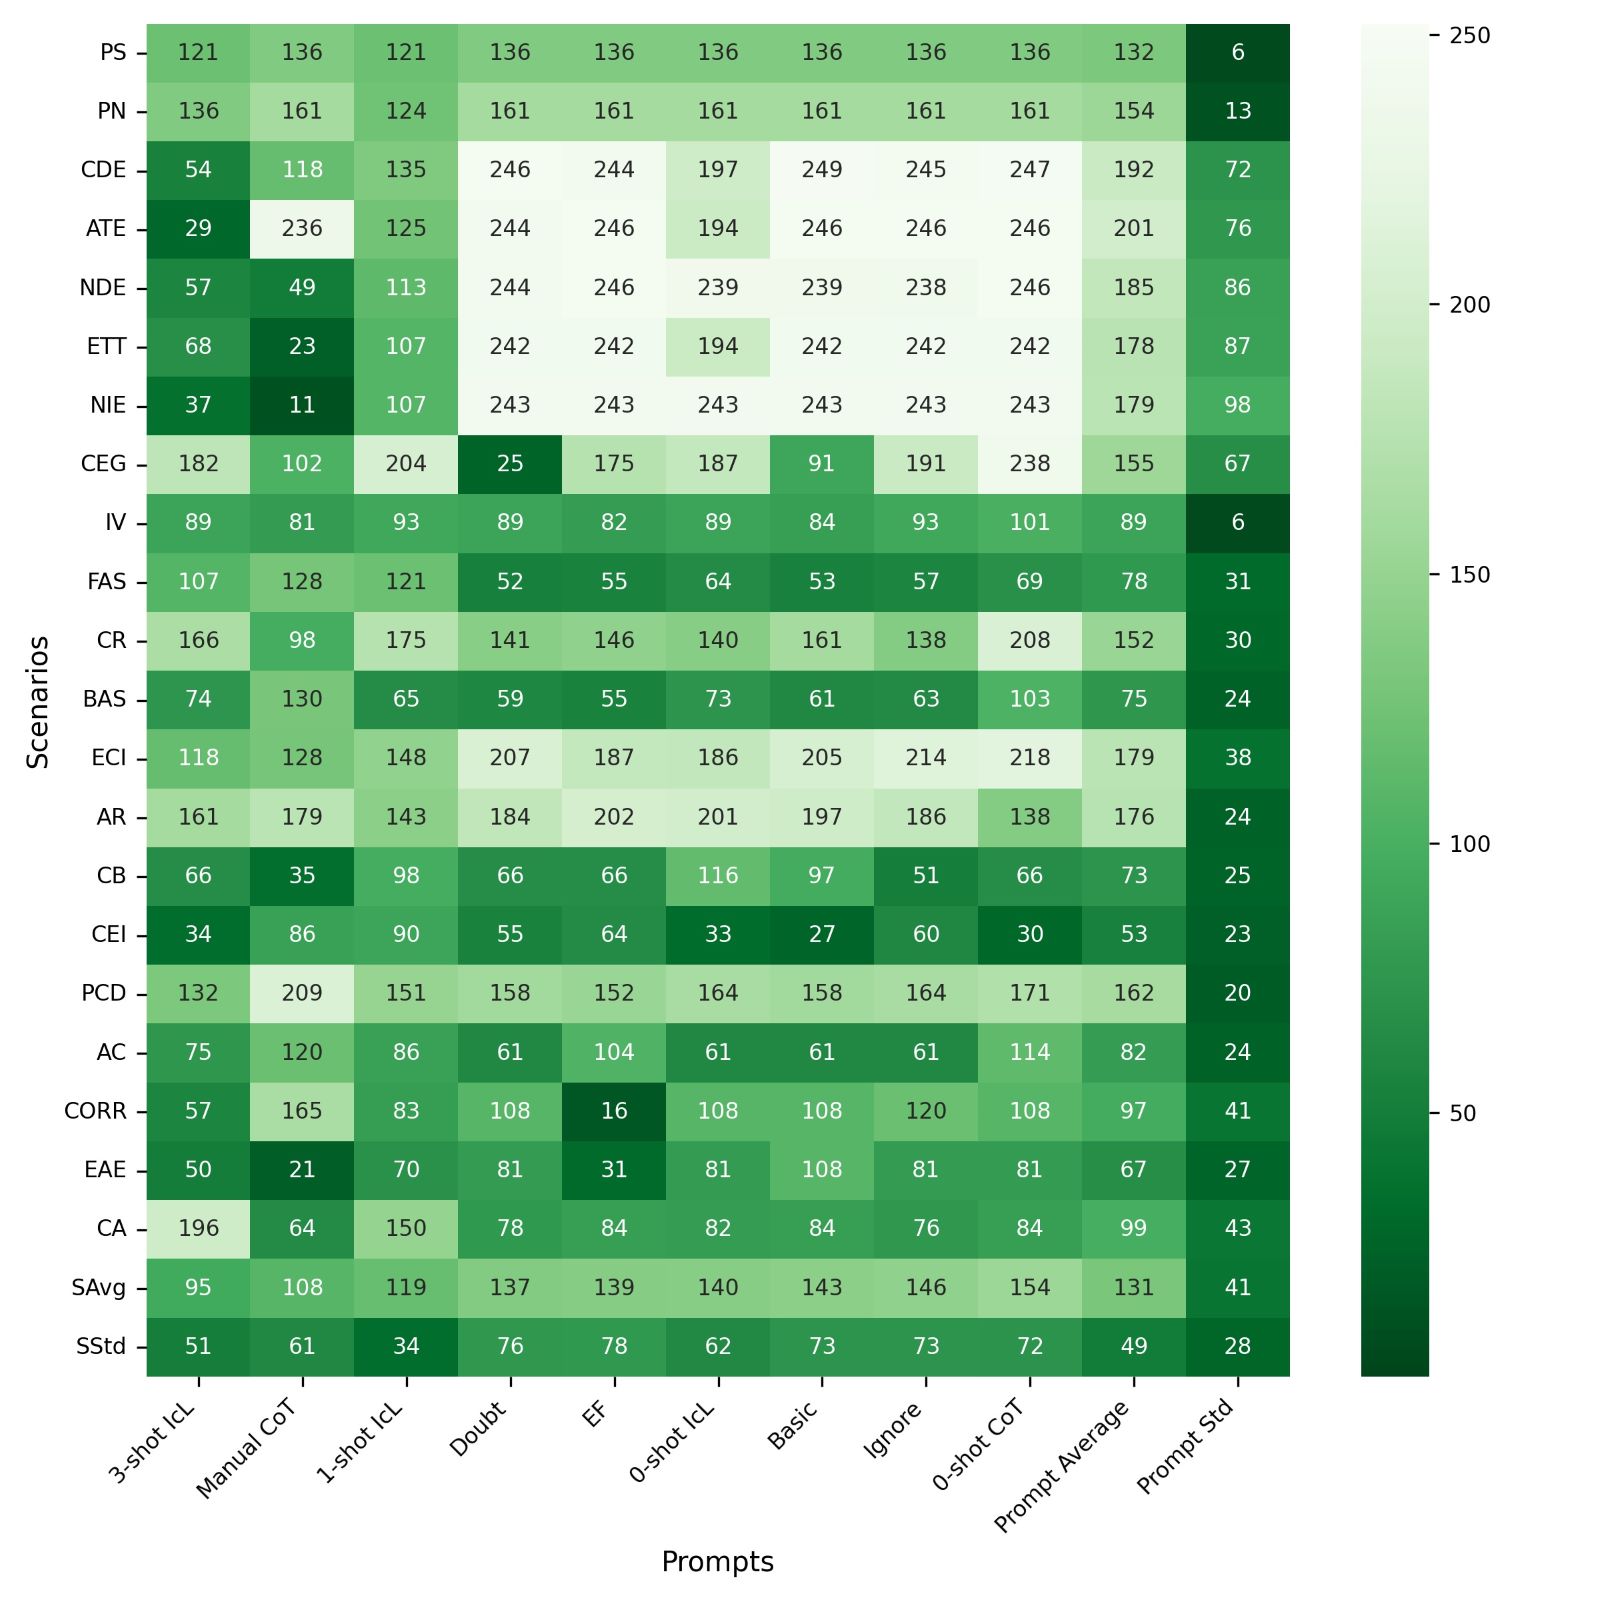 PS 121 136 121 136 136 136 136 136 136 132 6
PN 136 161 124 161 161 161 161 161 161 154 13
CDE 54 118 135 246 244 197 249 245 247 192 72
ATE 29 236 125 244 246 194 246 246 246 201 76
NDE 57 49 113 244 246 239 239 238 246 185 86
ETT 68 23 107 242 242 194 242 242 242 178 87
NIE 37 11 107 243 243 243 243 243 243 179 98
CEG 182 102 204 25 175 187 91 191 238 155 67
IV 89 81 93 89 82 89 84 93 101 89 6
FAS 107 128 121 52 55 64 53 57 69 78 31
CR 166 98 175 141 146 140 161 138 208 152 30
BAS 74 130 65 59 55 73 61 63 103 75 24
ECI 118 128 148 207 187 186 205 214 218 179 38
AR 161 179 143 184 202 201 197 186 138 176 24
CB 66 35 98 66 66 116 97 51 66 73 25
CEI 34 86 90 55 64 33 27 60 30 53 23
PCD 132 209 151 158 152 164 158 164 171 162 20
AC 75 120 86 61 104 61 61 61 114 82 24
CORR 57 165 83 108 16 108 108 120 108 97 41
EAE 50 21 70 81 31 81 108 81 81 67 27
CA 196 64 150 78 84 82 84 76 84 99 43
SAvg 95 108 119 137 139 140 143 146 154 131 41
SStd 51 61 34 76 78 62 73 73 72 49 28
3-shot IcL
Manual CoT
1-shot IcL
Doubt
EF
0-shot IcL
Basic
Ignore
0-shot CoT
Prompt Average
Prompt Std
Prompts
Scenarios
250
200
150
100
50